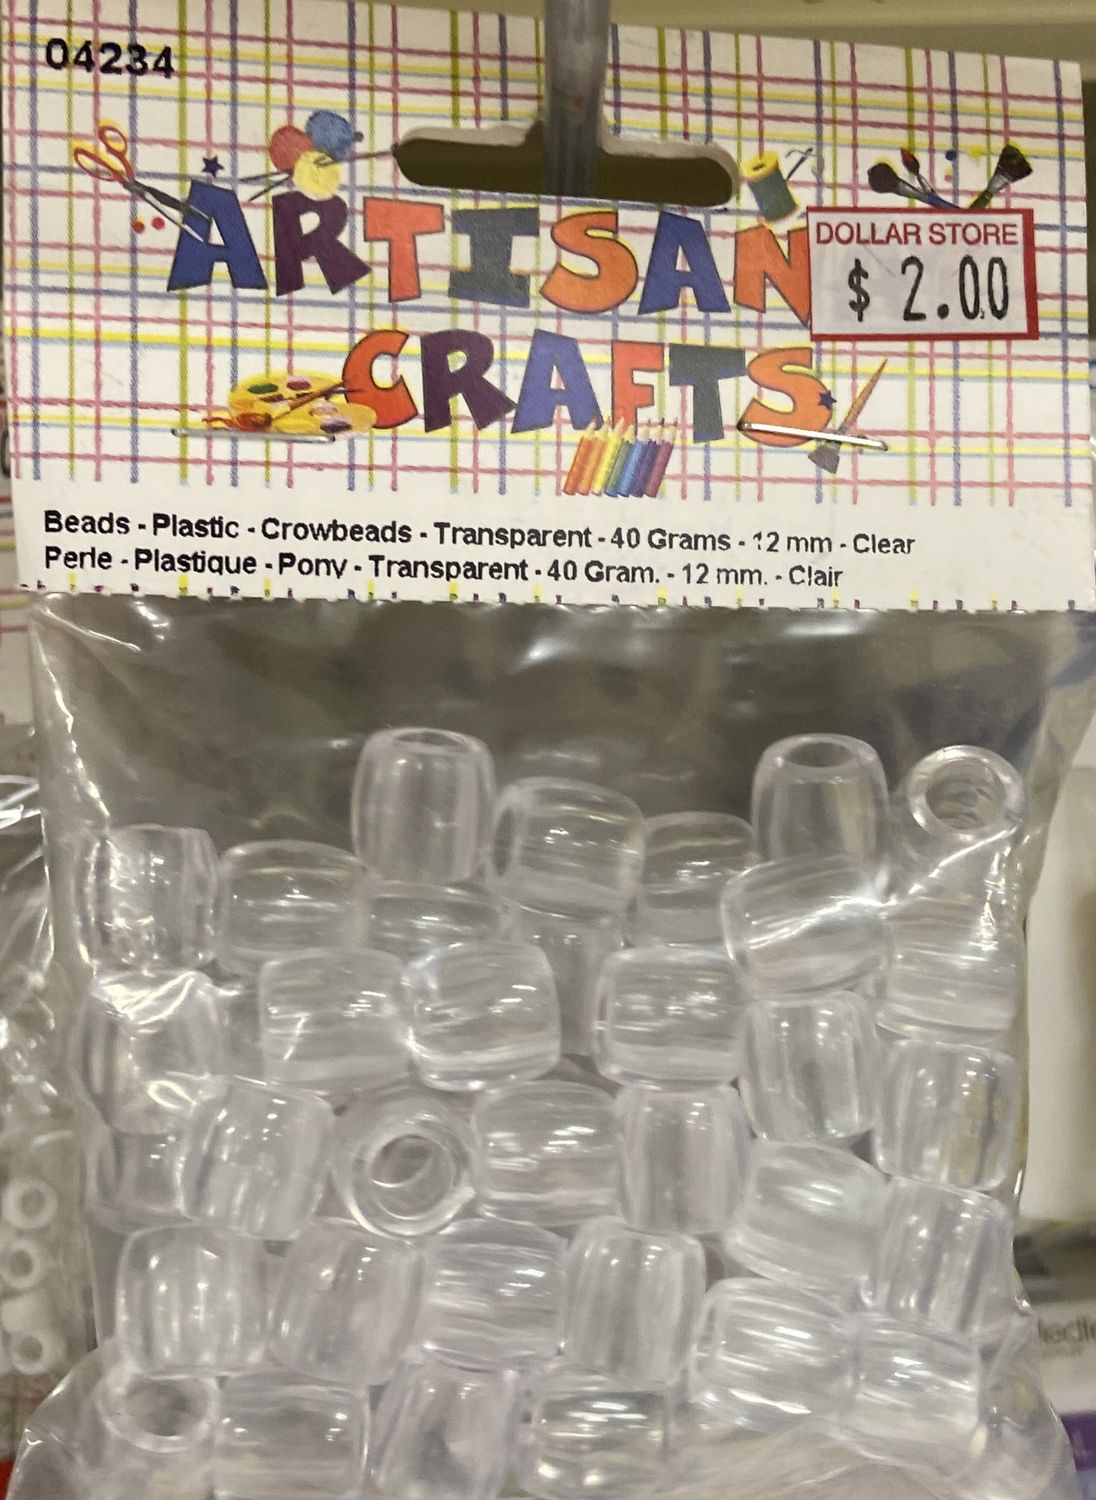 04234
ARTISAN
DOLLAR STORE
$ 2.00
CRAFTS
Beads - Plastic - Crowbeads - Transparent - 40 Grams - 12 mm - Clear
Perle - Plastique - Pony - Transparent - 40 Gram. - 12 mm. - Clair